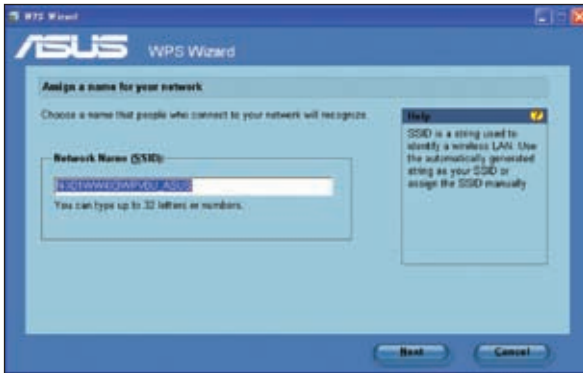 WPS Wizard
ASUS WPS Wizard
Assign a name for your network
Choose a name that people who connect to your network will recognize
Network Name (SSID):
You can type up to 32 letters or numbers.
Help
SSID is a string used to
identify a wireless LAN. Use
the automatically generated
string as your SSID or
assign the SSID manually
Next
Cancel